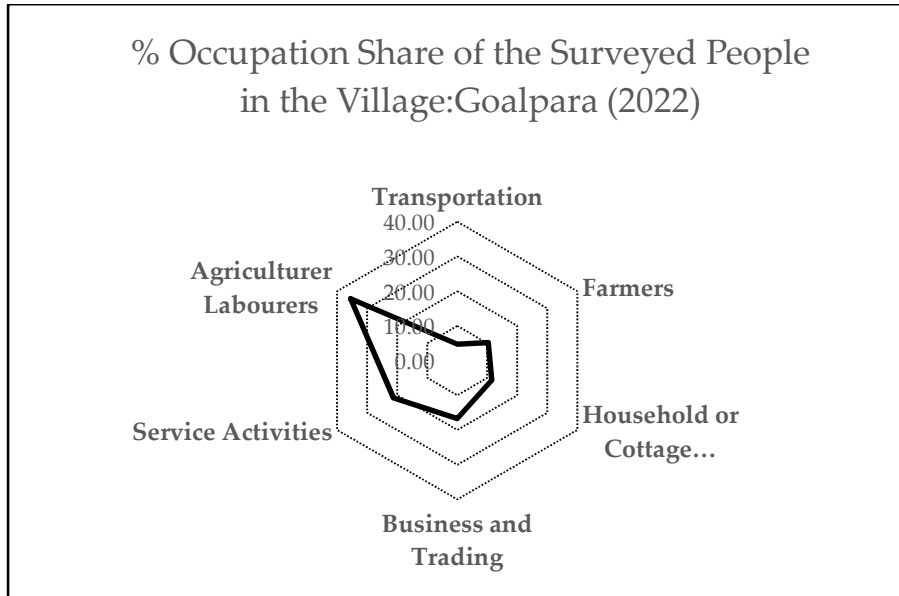 % Occupation Share of the Surveyed People
in the Village:Goalpara (2022)
Transportation
40.00
30.00
20.00
10.00
0.00
Agriculturer
Labourers
Farmers
Service Activities
Household or
Cottage…
Business and
Trading